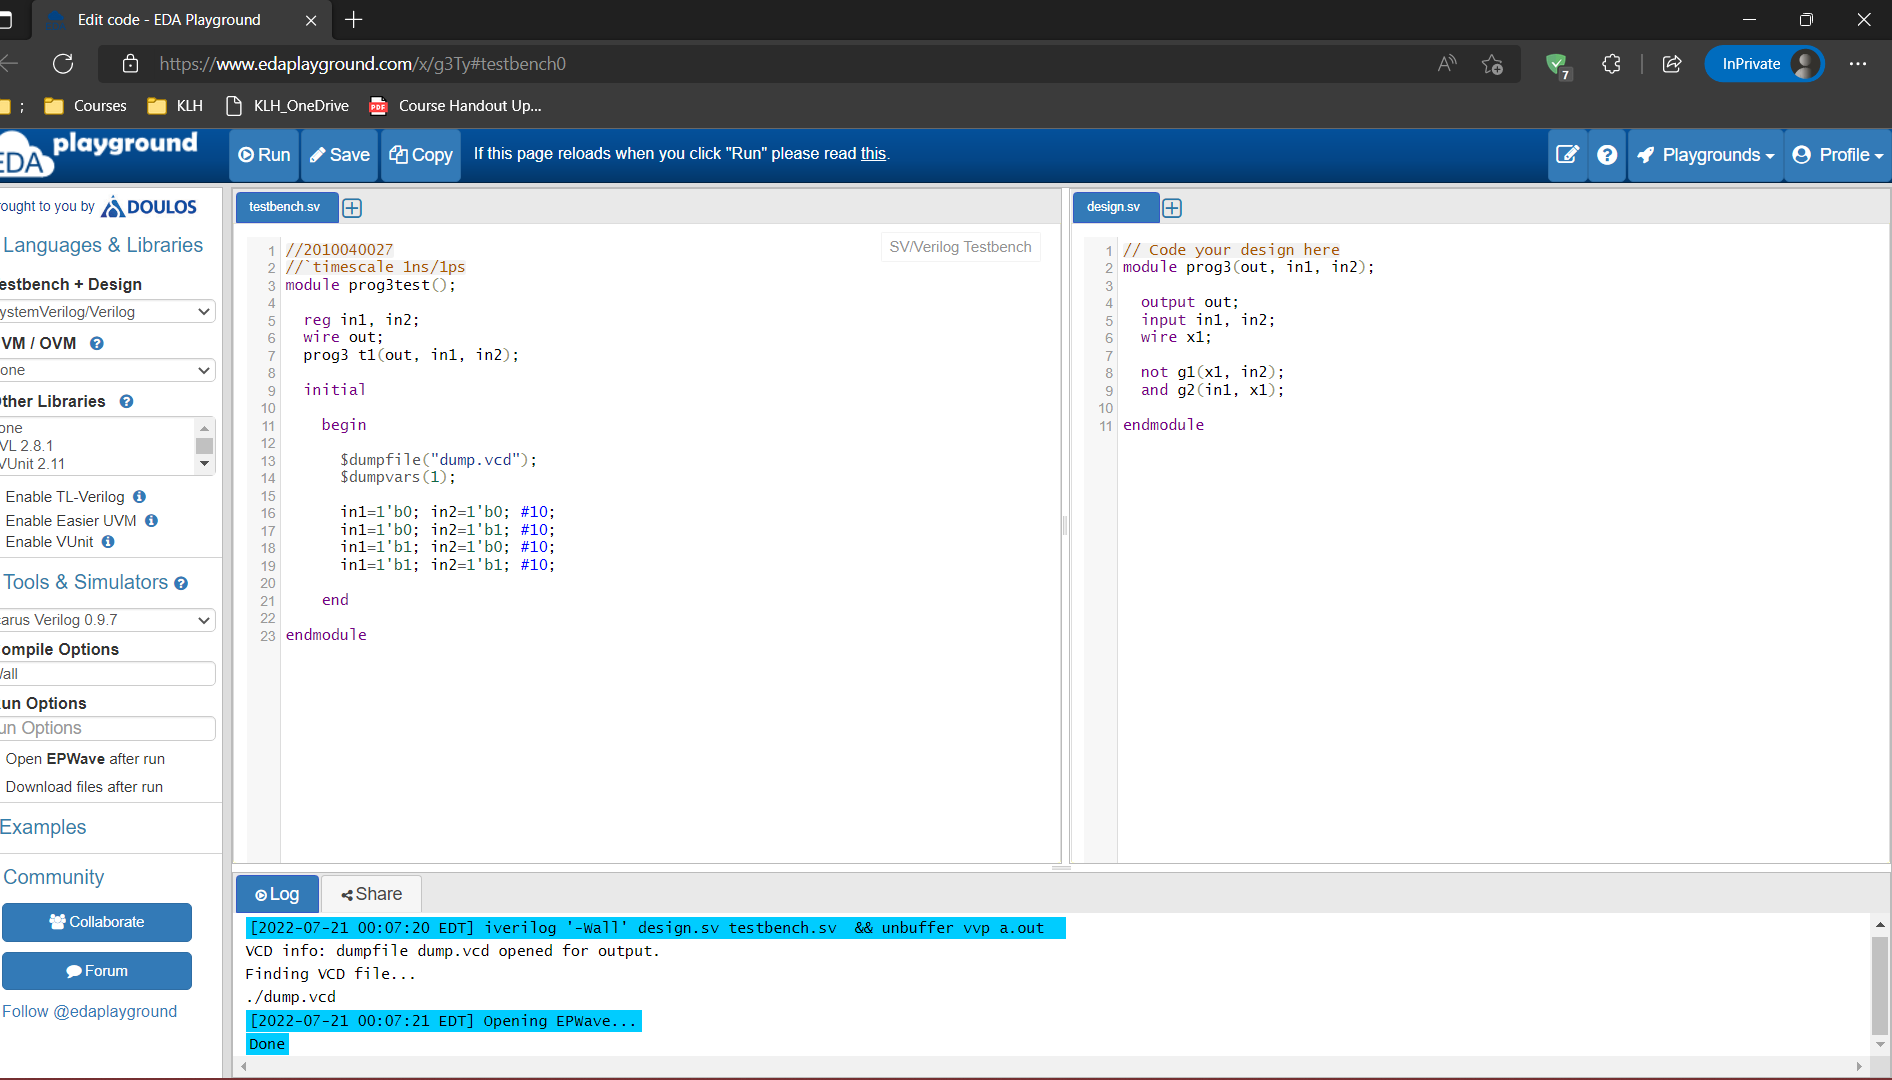 Edit code - EDA Playground
https://www.edaplayground.com/x/g3Ty#testbench0
7
InPrivate
;
Courses
KLH
KLH_OneDrive
PDF
Course Handout Up...
EDA playground
Run
Save
Copy
If this page reloads when you click "Run" please read this.
Playgrounds
Profile
ought to you by DOULOS
Languages & Libraries
estbench + Design
ystemVerilog/Verilog
VM / OVM
one
ther Libraries
one
VL 2.8.1
VUnit 2.11
Enable TL-Verilog
Enable Easier UVM
Enable VUnit
Tools & Simulators
arus Verilog 0.9.7
ompile Options
Wall
un Options
un Options
Open EPWave after run
Download files after run
Examples
Community
Collaborate
Forum
Follow @edaplayground
testbench.sv
SV/Verilog Testbench
1 //2010040027
2 //`timescale 1ns/1ps
3 module prog3test();
4
5 reg in1, in2;
6 wire out;
7 prog3 t1(out, in1, in2);
8
9 initial
10
11 begin
12
13 $dumpfile("dump.vcd");
14 $dumpvars(1);
15
16 in1=1'b0; in2=1'b0; #10;
17 in1=1'b0; in2=1'b1; #10;
18 in1=1'b1; in2=1'b0; #10;
19 in1=1'b1; in2=1'b1; #10;
20
21 end
22
23 endmodule
design.sv
1 // Code your design here
2 module prog3(out, in1, in2);
3
4 output out;
5 input in1, in2;
6 wire x1;
7
8 not g1(x1, in2);
9 and g2(in1, x1);
10
11 endmodule
Log
Share
[2022-07-21 00:07:20 EDT] iverilog '-Wall' design.sv testbench.sv && unbuffer vvp a.out
VCD info: dumpfile dump.vcd opened for output.
Finding VCD file...
./dump.vcd
[2022-07-21 00:07:21 EDT] Opening EPWave...
Done